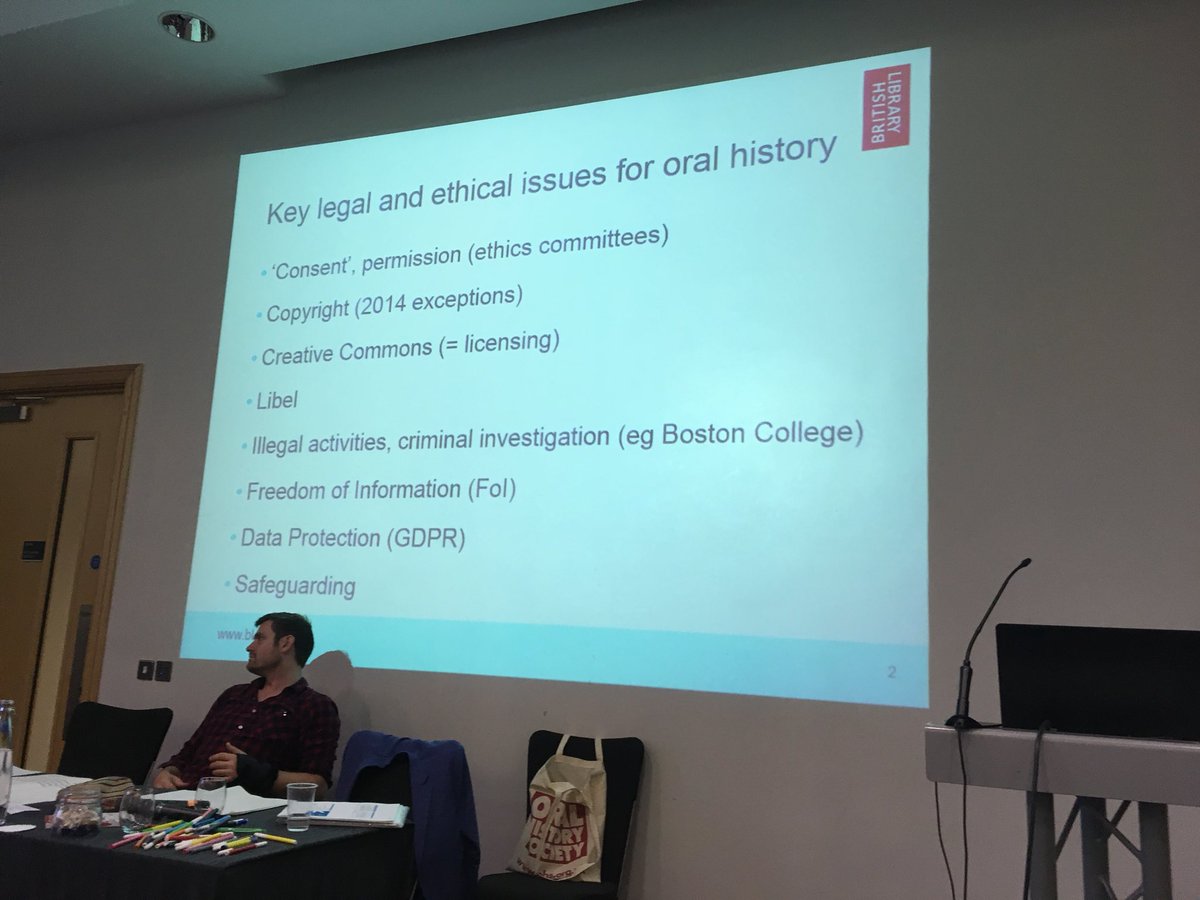 LIBRARY
BRITISH
Key legal and ethical issues for oral history
• 'Consent', permission (ethics committees)
• Copyright (2014 exceptions)
• Creative Commons (= licensing)
• Libel
• Illegal activities, criminal investigation (eg Boston College)
• Freedom of Information (FoI)
• Data Protection (GDPR)
• Safeguarding
2
ORAL
HISTORY
SOCIETY